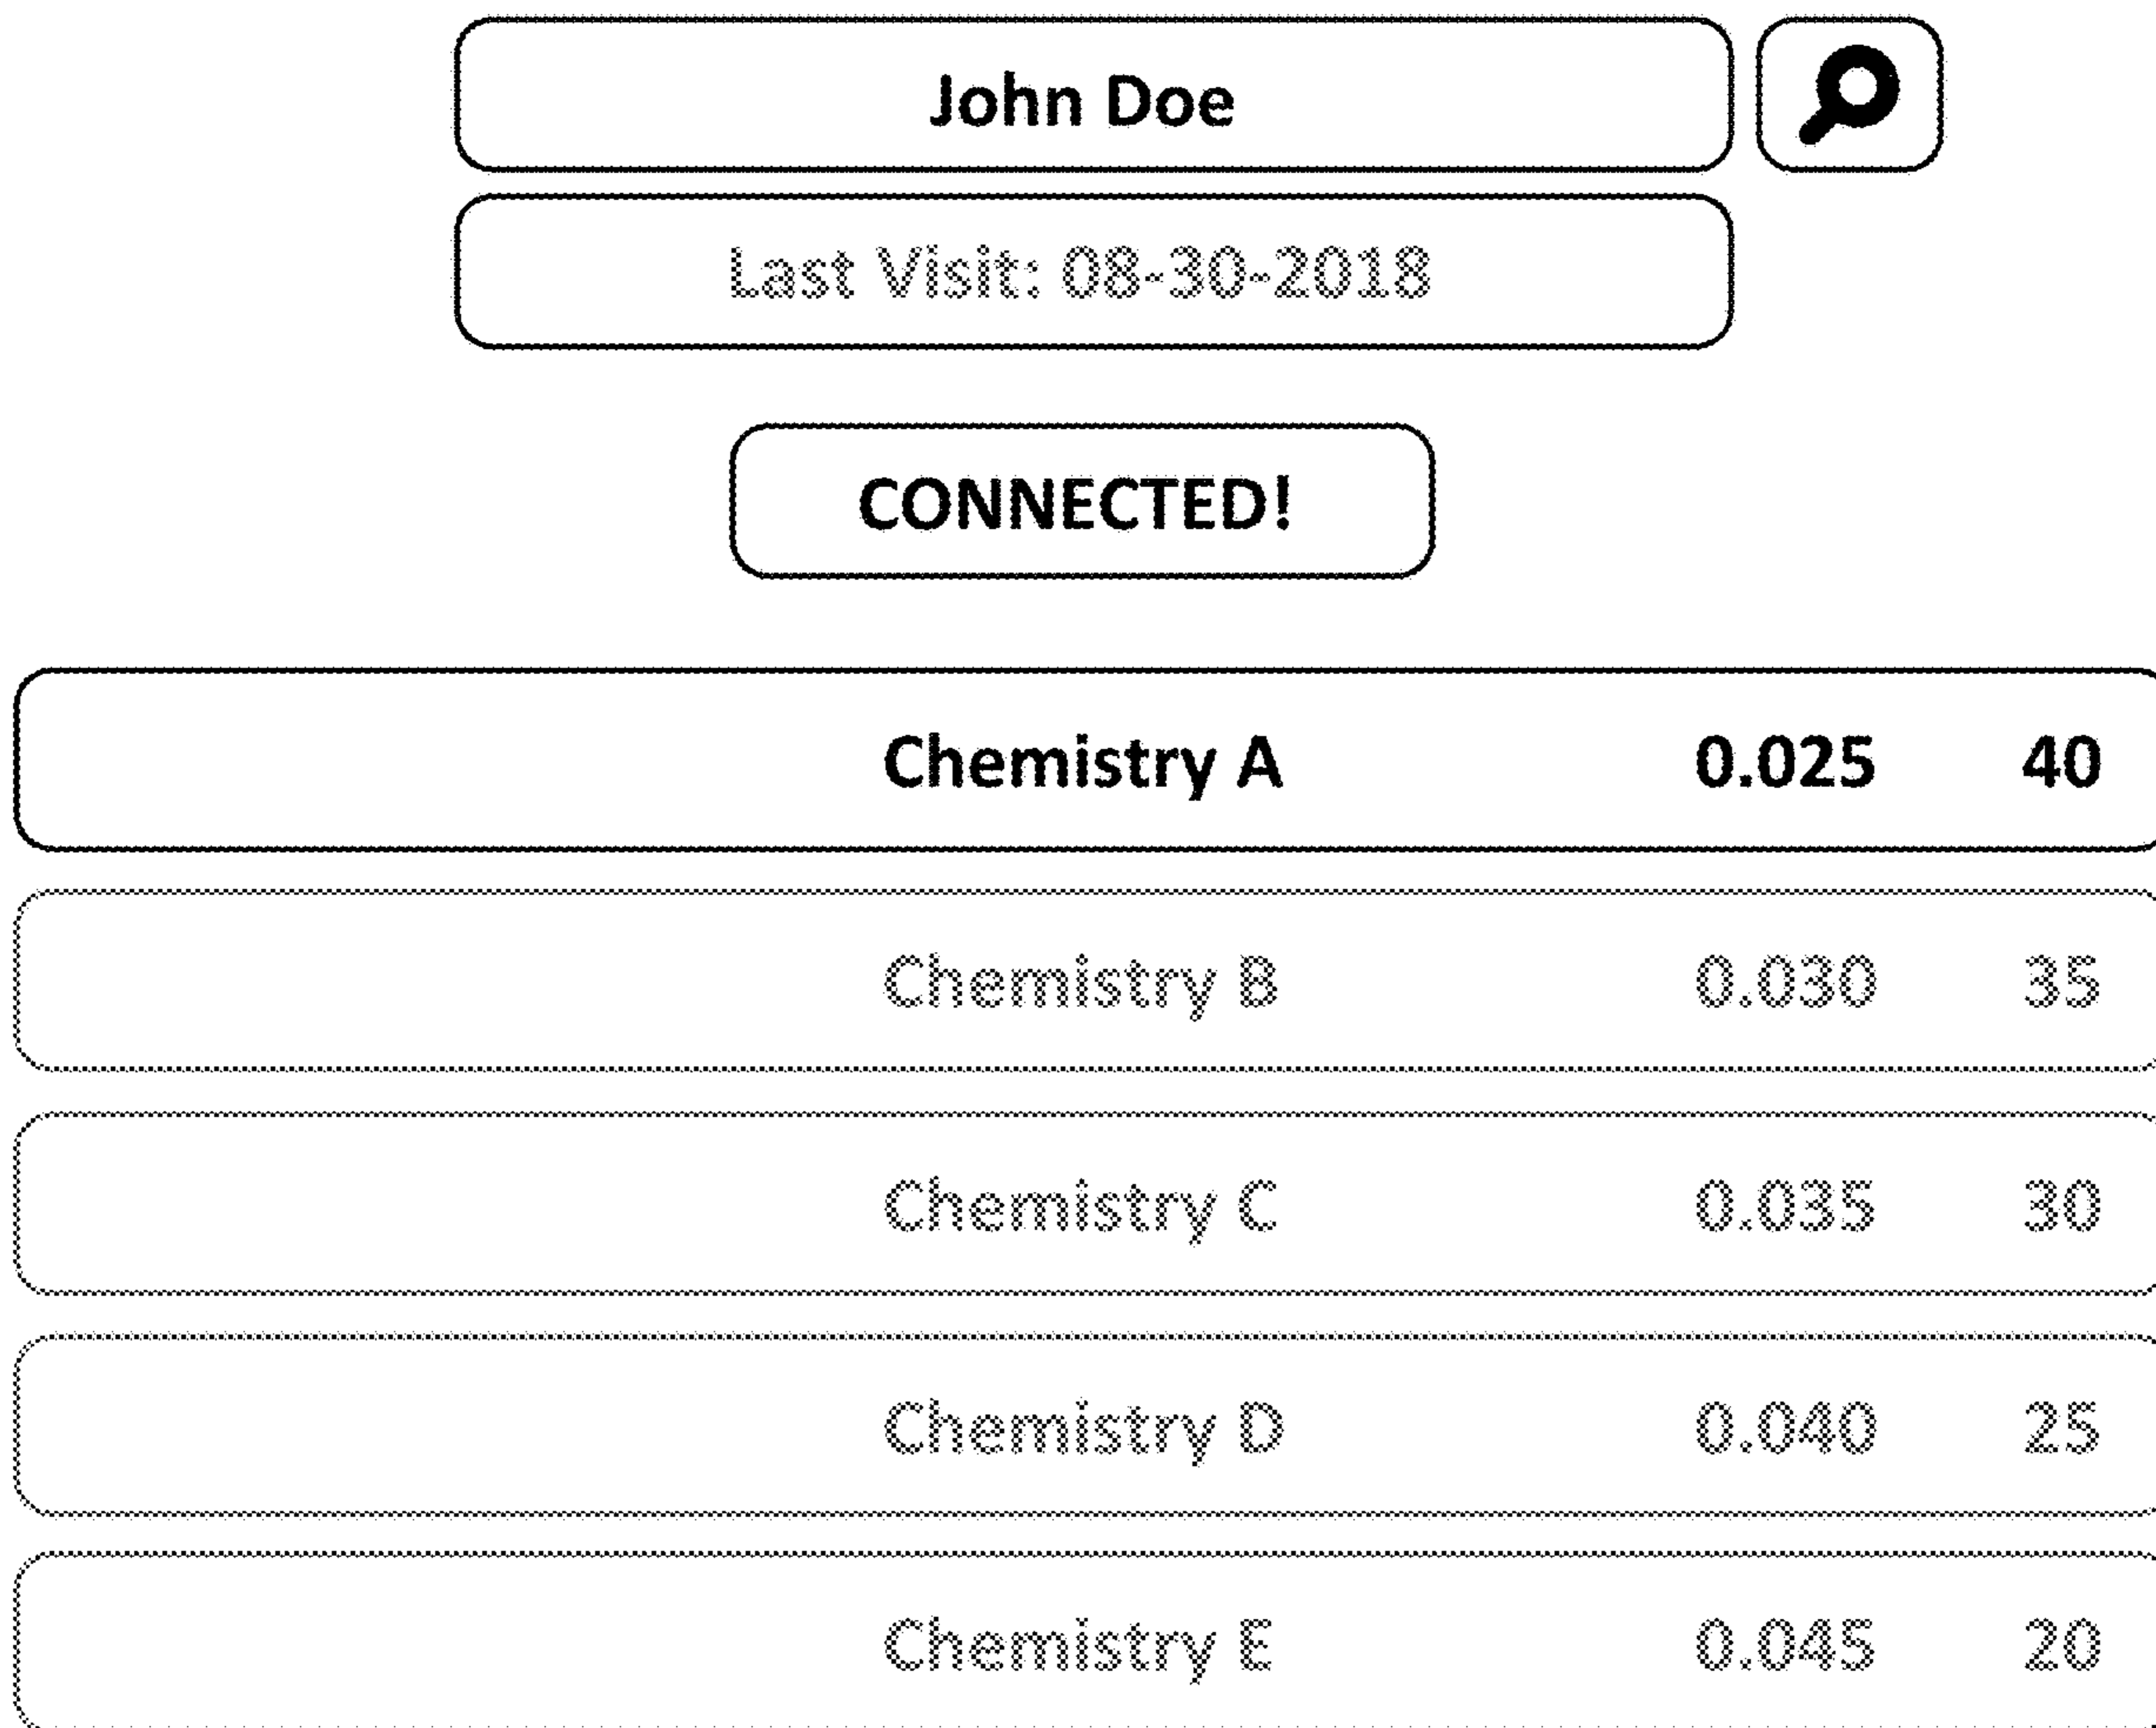 John Doe
Last Visit: 08-30-2018
CONNECTED!
Chemistry A 0.025 40
Chemistry B 0.030 35
Chemistry C 0.035 30
Chemistry D 0.040 25
Chemistry E 0.045 20